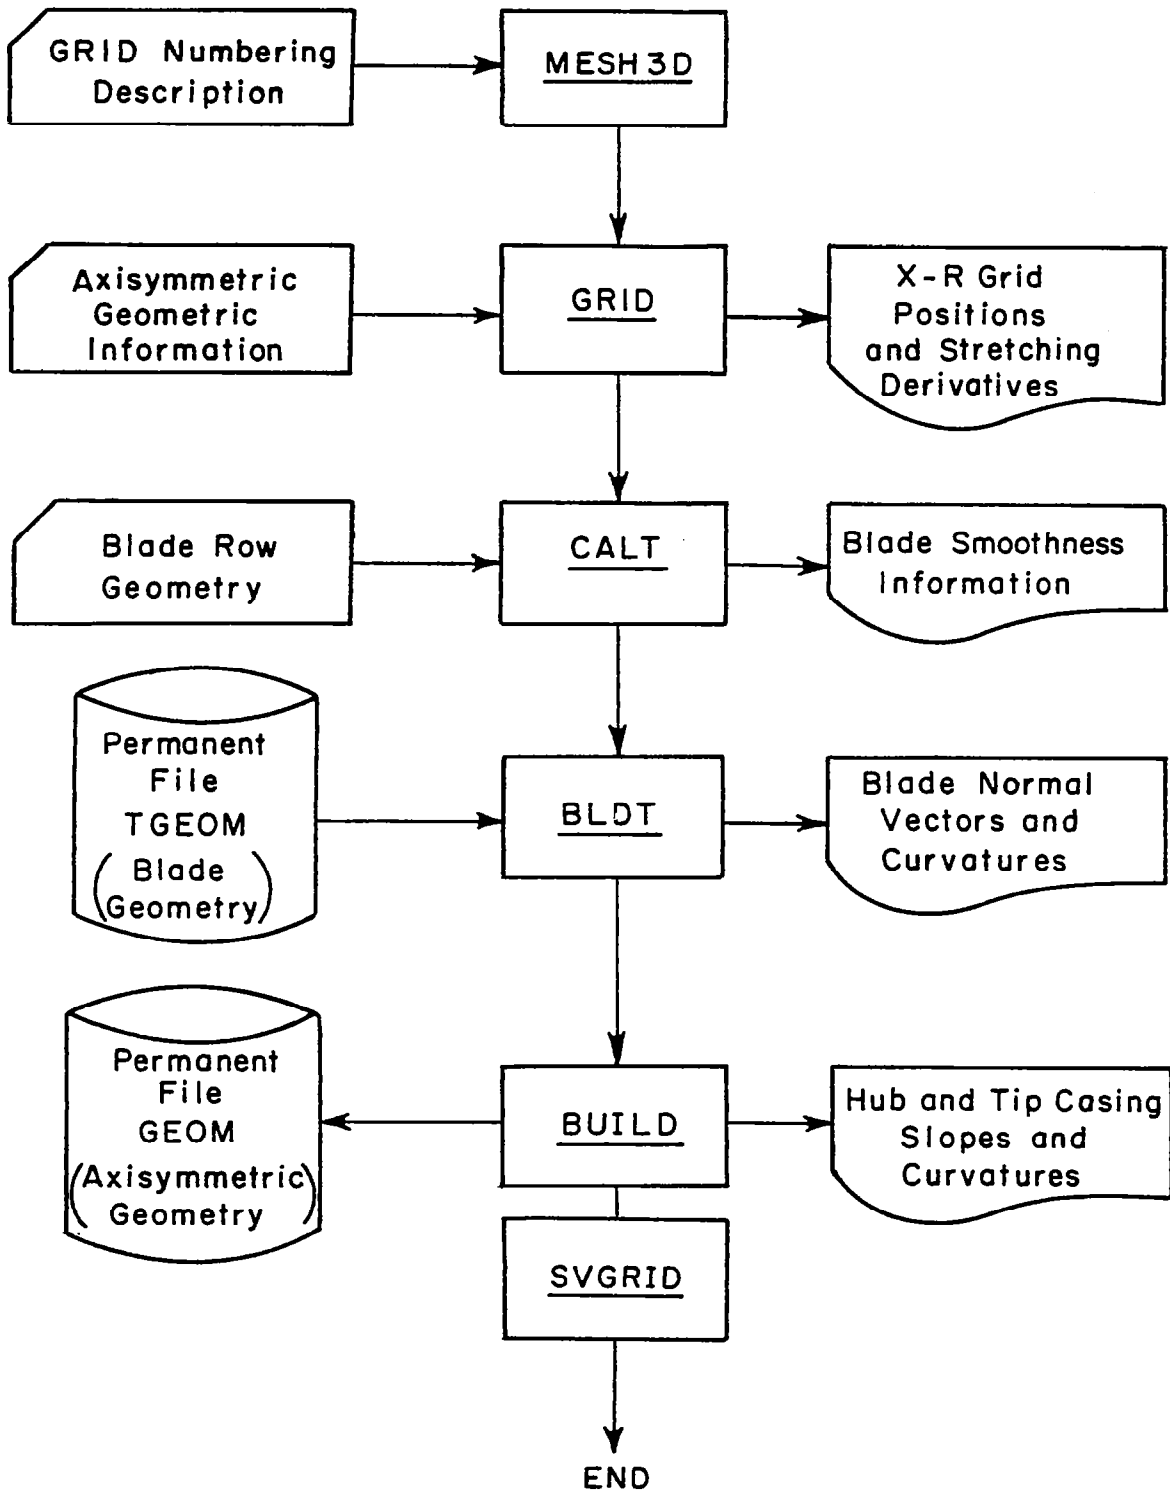 GRID Numbering
Description
MESH3D
Axisymmetric
Geometric
Information
GRID
X-R Grid
Positions
and Stretching
Derivatives
Blade Row
Geometry
CALT
Blade Smoothness
Information
Permanent
File
TGEOM
(Blade
Geometry)
BLDT
Blade Normal
Vectors and
Curvatures
Permanent
File
GEOM
(Axisymmetric
Geometry)
BUILD
Hub and Tip Casing
Slopes and
Curvatures
SVGRID
END